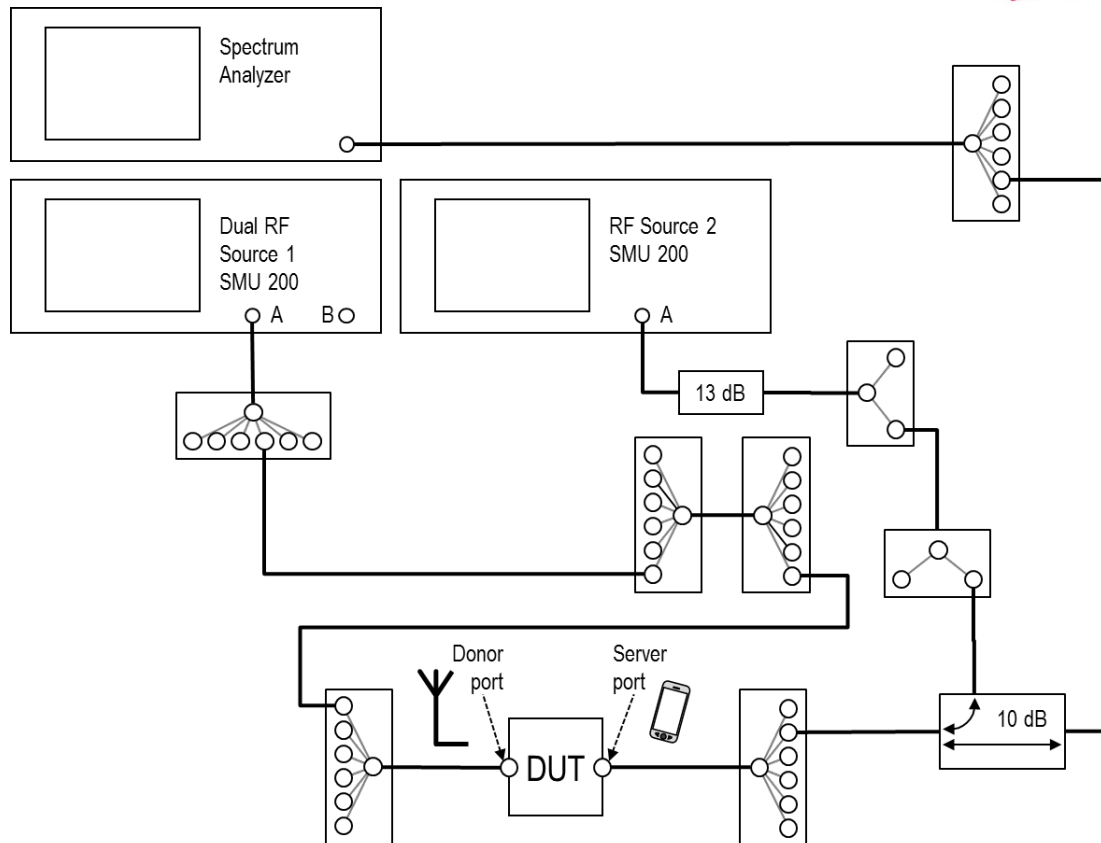 Spectrum
Analyzer
Dual RF
Source 1
SMU 200
A
B
RF Source 2
SMU 200
A
13 dB
Donor
port
Server
port
10 dB
DUT